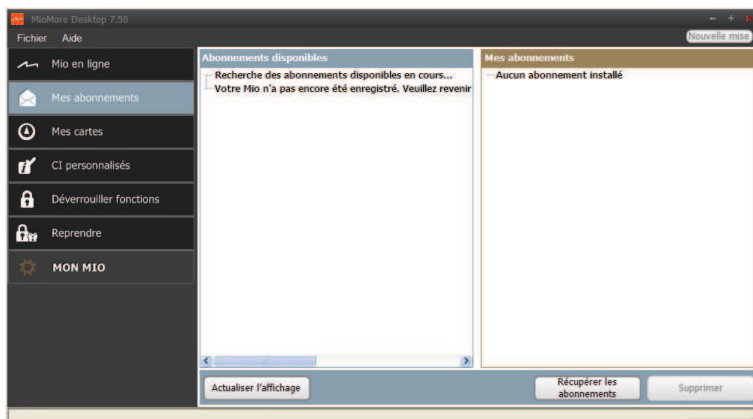 MioMore Desktop 7.50
Fichier Aide
Nouvelle mise
Mio en ligne
Mes abonnements
Mes cartes
CI personnalisés
Déverrouiller fonctions
Reprendre
MON MIO
Abonnements disponibles
Recherche des abonnements disponibles en cours...
Votre Mio n'a pas encore été enregistré. Veuillez revenir
Mes abonnements
Aucun abonnement installé
Actualiser l'affichage
Récupérer les
abonnements
Supprimer